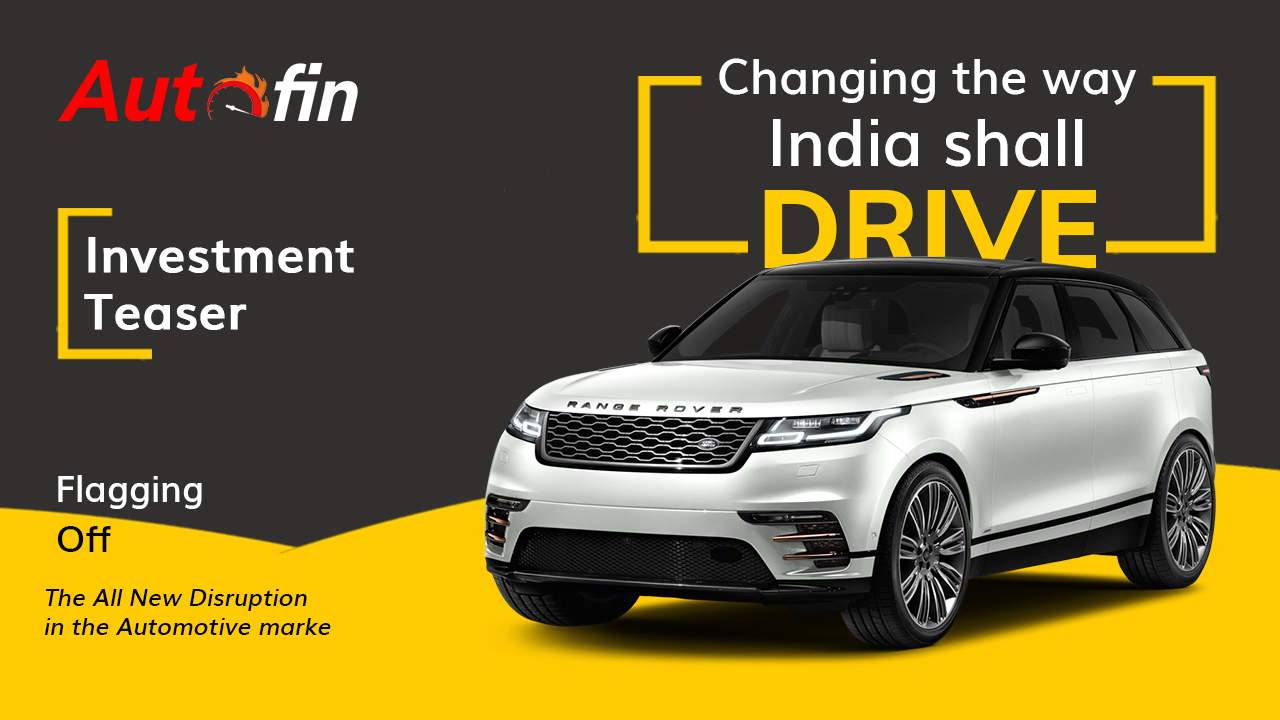 Autofin
Changing the way
India shall
DRIVE
Investment
Teaser
RANGE ROVER
Flagging
Off
The All New Disruption
in the Automotive marke